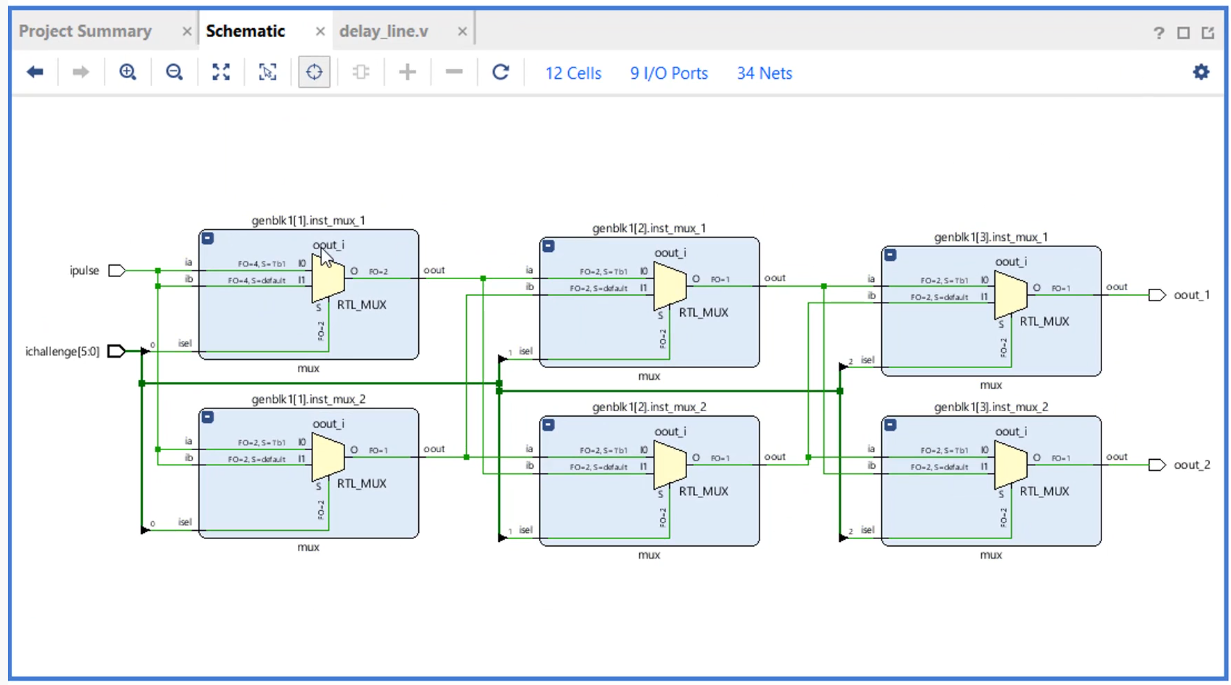 Project Summary × Schematic × delay_line.v × ?
12 Cells 9 I/O Ports 34 Nets
genblk1[1].inst_mux_1
oout_i
ipulse
ia FO=4, S=Tb1 I0
ib FO=4, S=default I1
O FO=2 oout
S RTL_MUX
FO=2
ichallenge[5:0]
0 isel
mux
genblk1[2].inst_mux_1
oout_i
ia FO=2, S=Tb1 I0
ib FO=2, S=default I1
O FO=1 oout
S RTL_MUX
FO=2
1 isel
mux
genblk1[3].inst_mux_1
oout_i
ia FO=2, S=Tb1 I0
ib FO=2, S=default I1
O FO=1 oout
oout_1
S RTL_MUX
FO=2
2 isel
mux
genblk1[1].inst_mux_2
oout_i
ia FO=2, S=Tb1 I0
ib FO=2, S=default I1
O FO=1 oout
S RTL_MUX
FO=2
0 isel
mux
genblk1[2].inst_mux_2
oout_i
ia FO=2, S=Tb1 I0
ib FO=2, S=default I1
O FO=1 oout
S RTL_MUX
FO=2
1 isel
mux
genblk1[3].inst_mux_2
oout_i
ia FO=2, S=Tb1 I0
ib FO=2, S=default I1
O FO=1 oout
oout_2
S RTL_MUX
FO=2
2 isel
mux